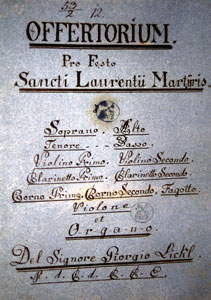 12.
OFFERTORIUM.
Pro Festo
Sancti Laurentii Martyris.
Soprano. Alto
Tenore Basso.
Violino Primo. Violino Secondo.
Clarinetto Primo. Clarinetto Secondo.
Corno Primo. Corno Secondo. Fagotto.
Violone
et
Organo.
Del Signore Giorgio Lickl.